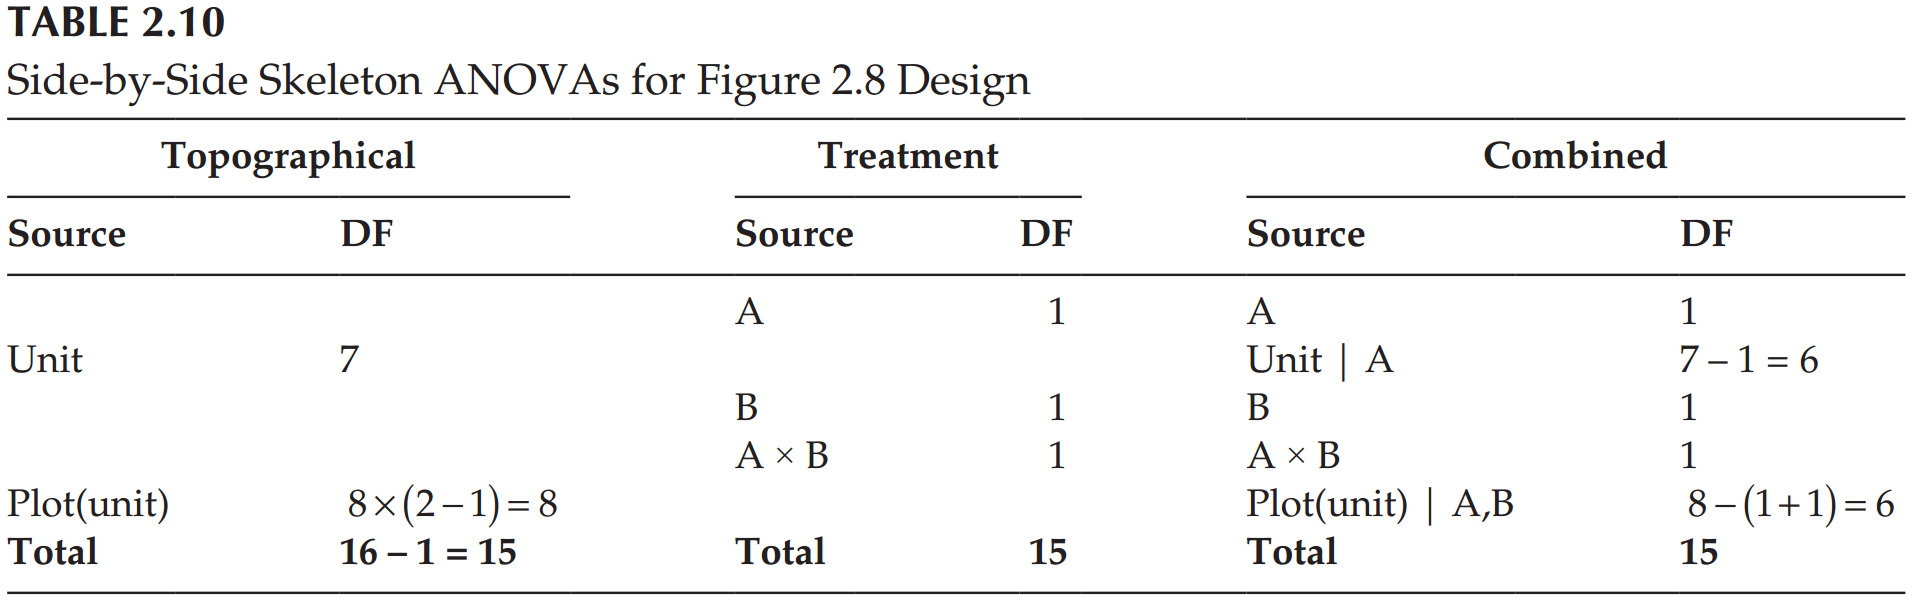 TABLE 2.10
Side-by-Side Skeleton ANOVAs for Figure 2.8 Design
Topographical Treatment Combined
Source DF Source DF Source DF
A 1 A 1
Unit 7 Unit | A 7 – 1 = 6
B 1 B 1
A × B 1 A × B 1
Plot(unit) 8×(2−1)=8 Plot(unit) | A,B 8−(1+1)=6
Total 16 – 1 = 15 Total 15 Total 15